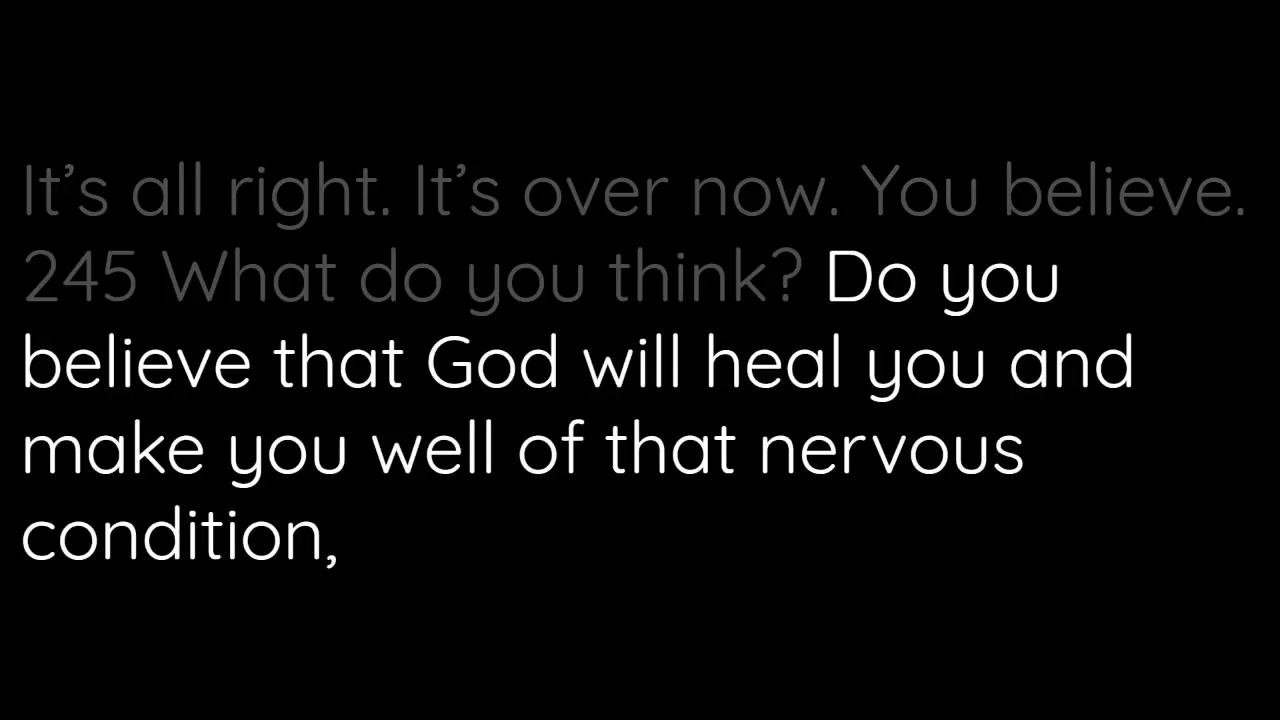 It’s all right. It’s over now. You believe.
245 What do you think? Do you
believe that God will heal you and
make you well of that nervous
condition,